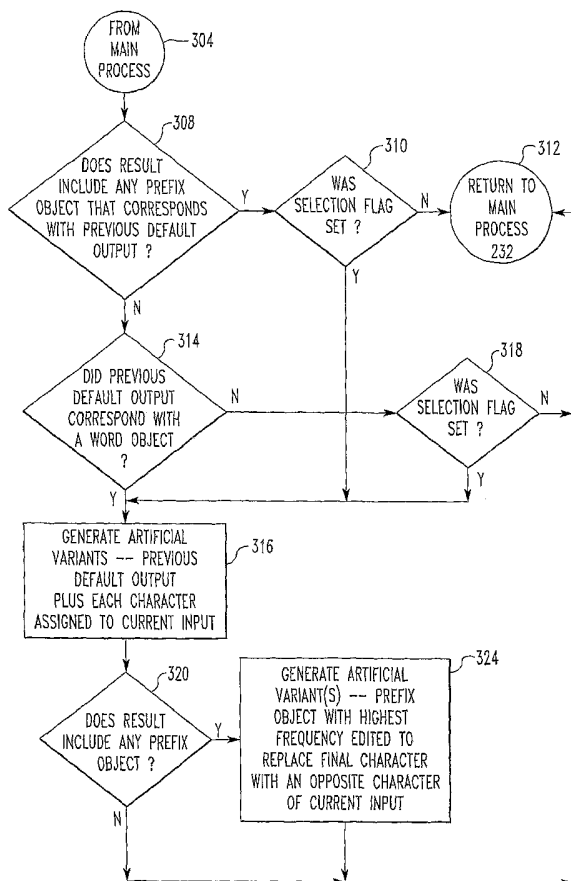 FROM
MAIN
PROCESS
304
308
DOES RESULT
INCLUDE ANY PREFIX
OBJECT THAT CORRESPONDS
WITH PREVIOUS DEFAULT
OUTPUT ?
Y
N
310
WAS
SELECTION FLAG
SET ?
N
Y
312
RETURN TO
MAIN
PROCESS
232
314
DID PREVIOUS
DEFAULT OUTPUT
CORRESPOND WITH
A WORD OBJECT
?
N
Y
318
WAS
SELECTION FLAG
SET ?
N
Y
GENERATE ARTIFICIAL
VARIANTS -- PREVIOUS
DEFAULT OUTPUT
PLUS EACH CHARACTER
ASSIGNED TO CURRENT INPUT
316
320
DOES RESULT
INCLUDE ANY PREFIX
OBJECT ?
Y
N
324
GENERATE ARTIFICIAL
VARIANT(S) -- PREFIX
OBJECT WITH HIGHEST
FREQUENCY EDITED TO
REPLACE FINAL CHARACTER
WITH AN OPPOSITE CHARACTER
OF CURRENT INPUT